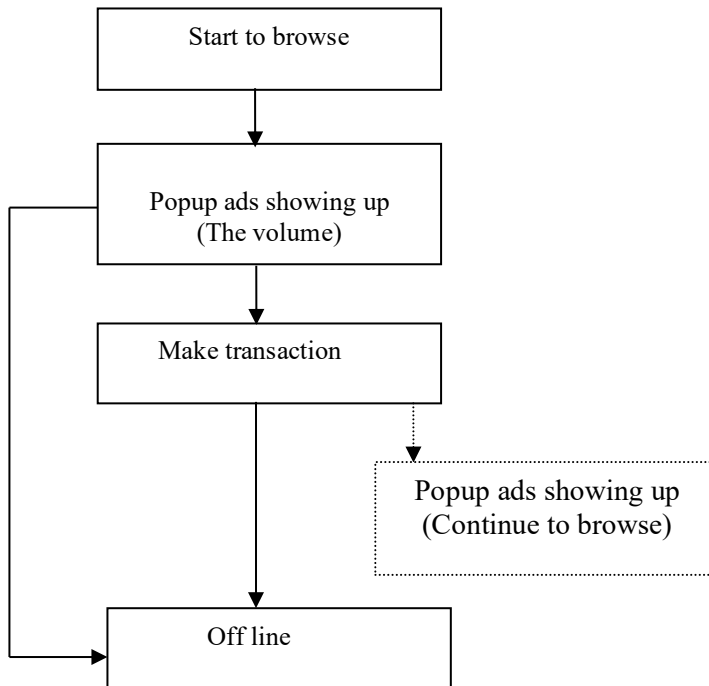 Start to browse
Popup ads showing up
(The volume)
Make transaction
Popup ads showing up
(Continue to browse)
Off line